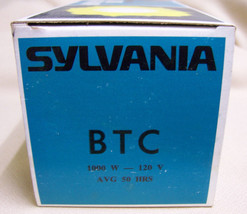 SYLVANIA
BTC
1000 W — 120 V
AVG 50 HRS